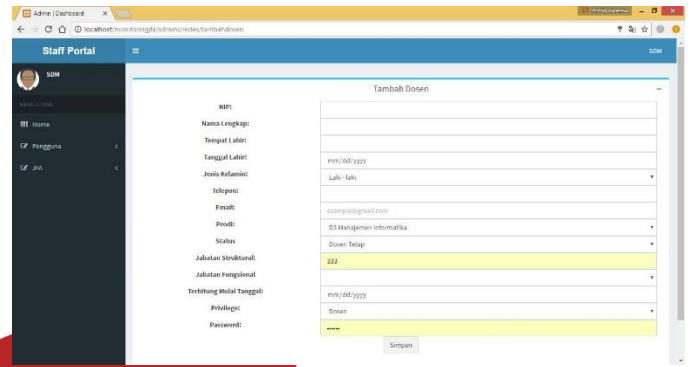 Admin | Dashboard
localhost/monitoringjfa/admins/index/tambahdosen
Staff Portal
SDM
SDM
Home
Pengguna
JFA
Tambah Dosen
NIP:
Nama Lengkap:
Tempat Lahir:
Tanggal Lahir: mm/dd/yyyy
Jenis Kelamin: Laki - laki
Telepon:
Email: example@gmail.com
Prodi: D3 Manajemen Informatika
Status Dosen Tetap
Jabatan Struktural: 333
Jabatan Fungsional
Terhitung Mulai Tanggal: mm/dd/yyyy
Privilege: Dosen
Password: ••••••
Simpan